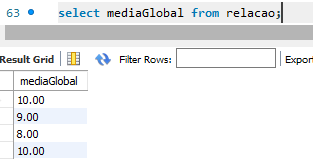 63 select mediaGlobal from relacao;
Result Grid Filter Rows: Export
mediaGlobal
10.00
9.00
8.00
10.00